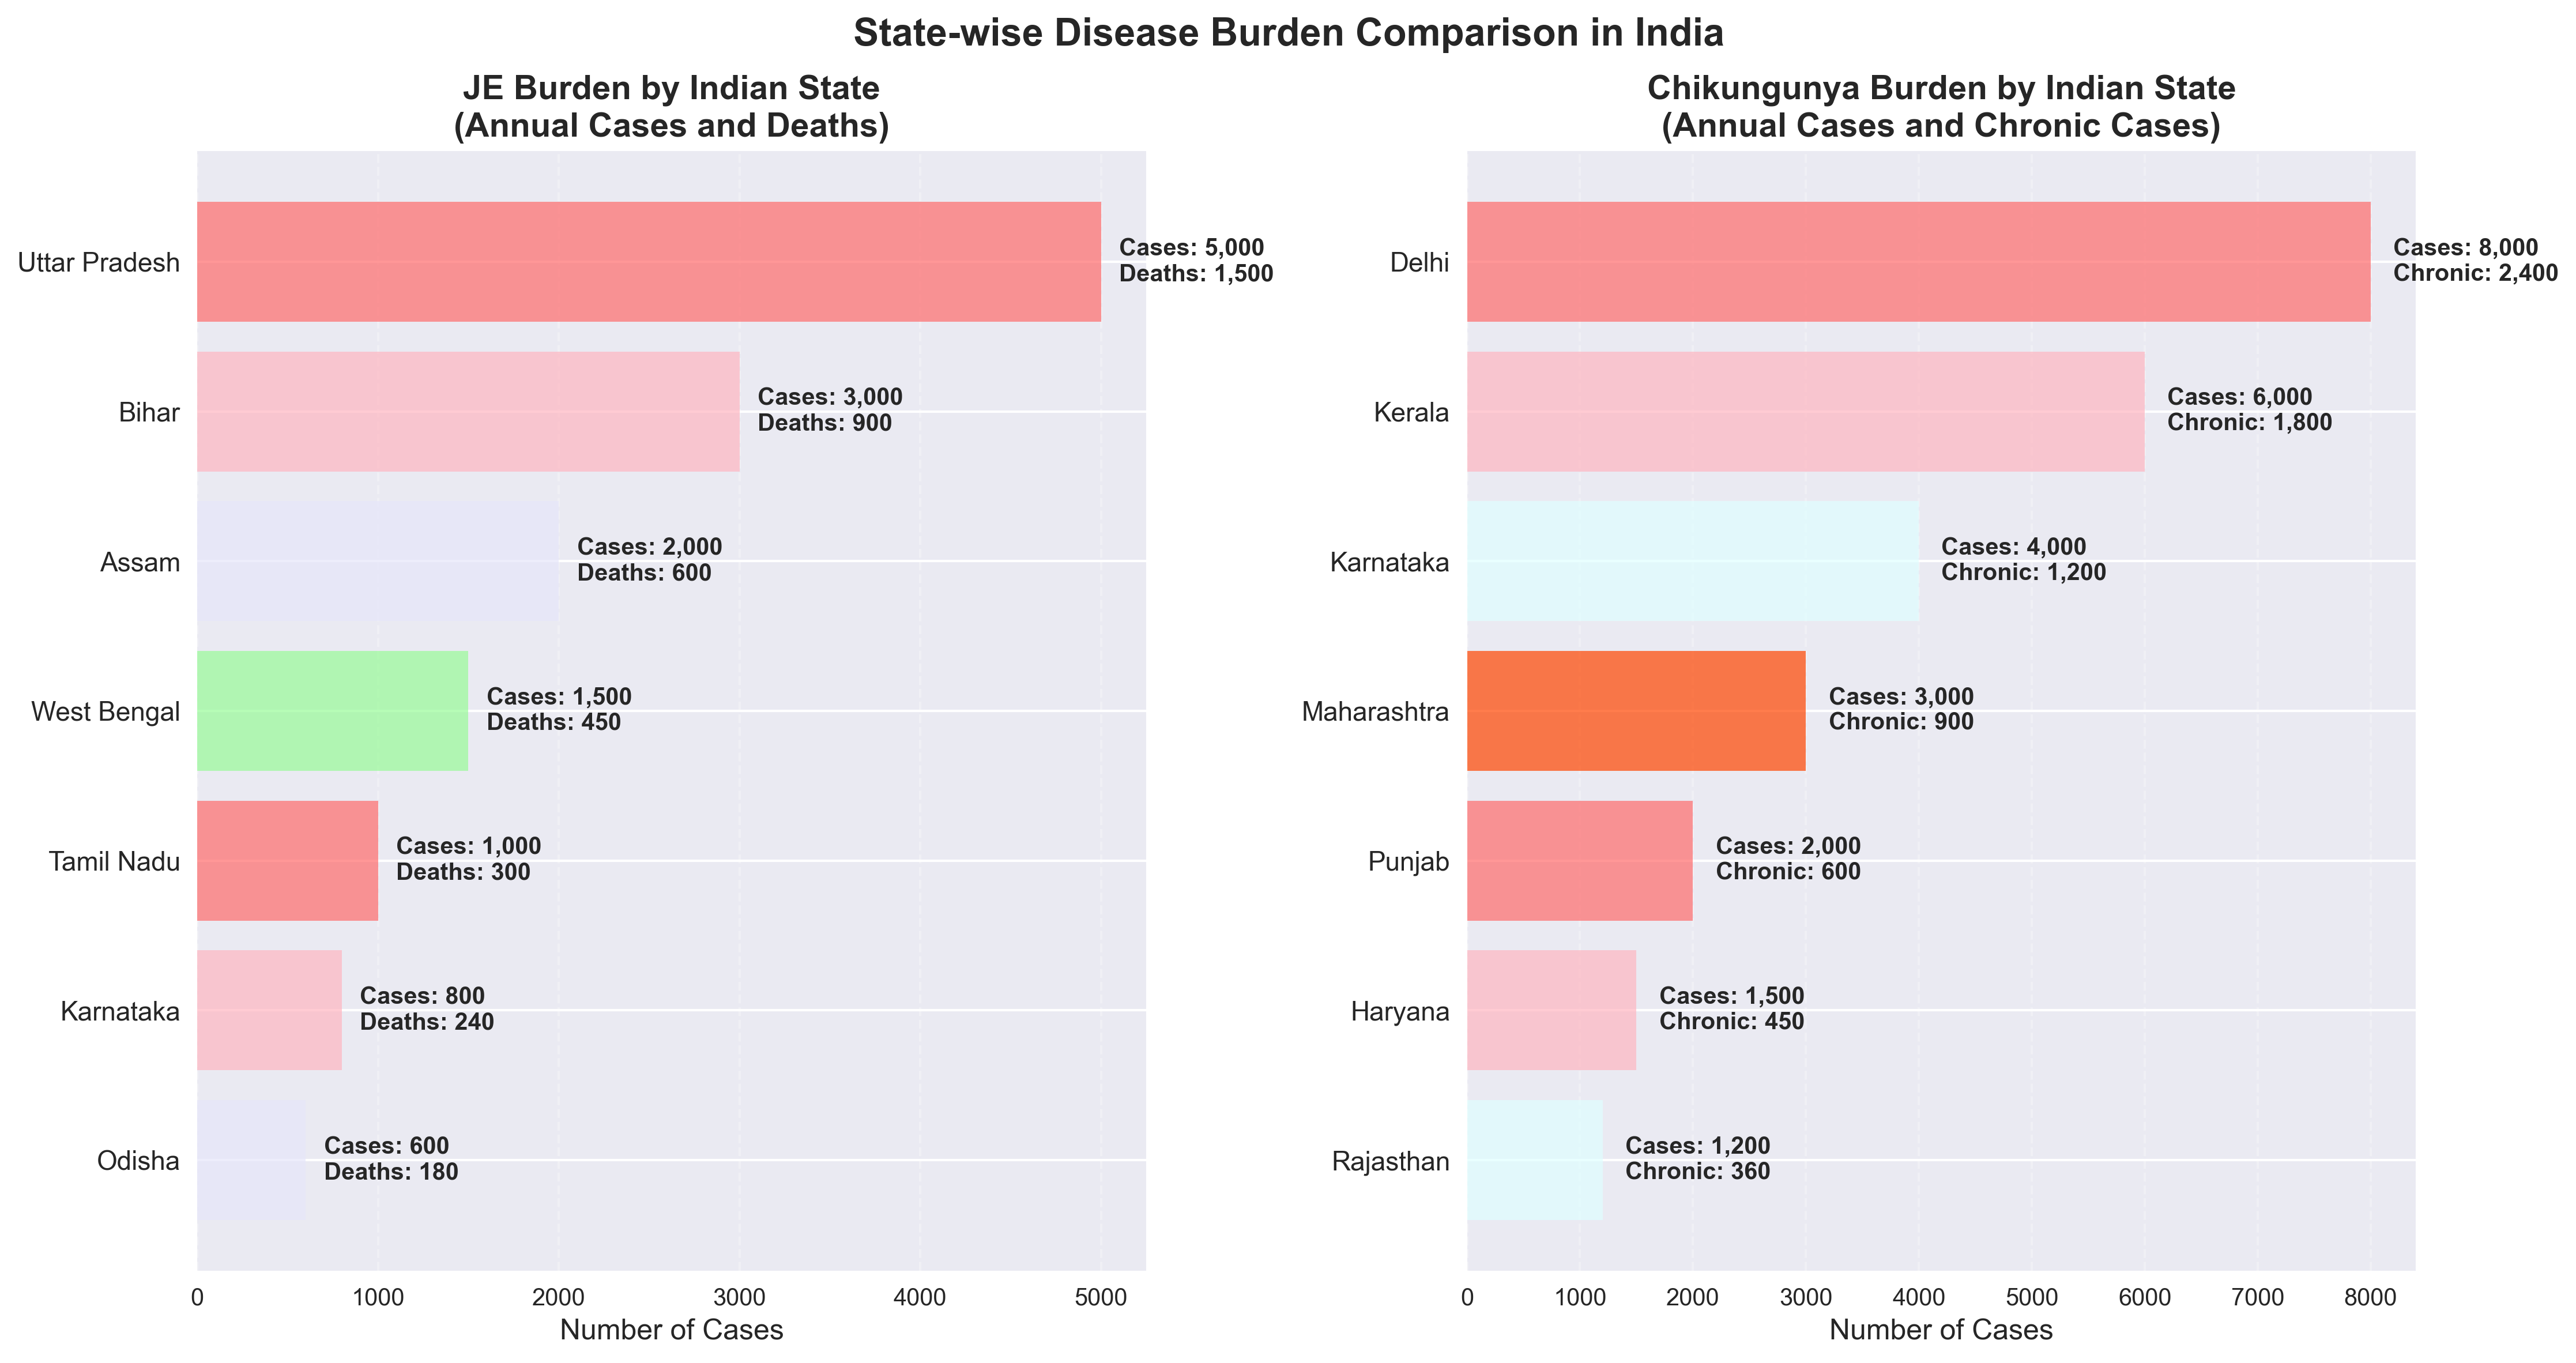 State-wise Disease Burden Comparison in India
JE Burden by Indian State
(Annual Cases and Deaths)
Uttar Pradesh
Cases: 5,000
Deaths: 1,500
Bihar
Cases: 3,000
Deaths: 900
Assam
Cases: 2,000
Deaths: 600
West Bengal
Cases: 1,500
Deaths: 450
Tamil Nadu
Cases: 1,000
Deaths: 300
Karnataka
Cases: 800
Deaths: 240
Odisha
Cases: 600
Deaths: 180
0 1000 2000 3000 4000 5000
Number of Cases
Chikungunya Burden by Indian State
(Annual Cases and Chronic Cases)
Delhi
Cases: 8,000
Chronic: 2,400
Kerala
Cases: 6,000
Chronic: 1,800
Karnataka
Cases: 4,000
Chronic: 1,200
Maharashtra
Cases: 3,000
Chronic: 900
Punjab
Cases: 2,000
Chronic: 600
Haryana
Cases: 1,500
Chronic: 450
Rajasthan
Cases: 1,200
Chronic: 360
0 1000 2000 3000 4000 5000 6000 7000 8000
Number of Cases